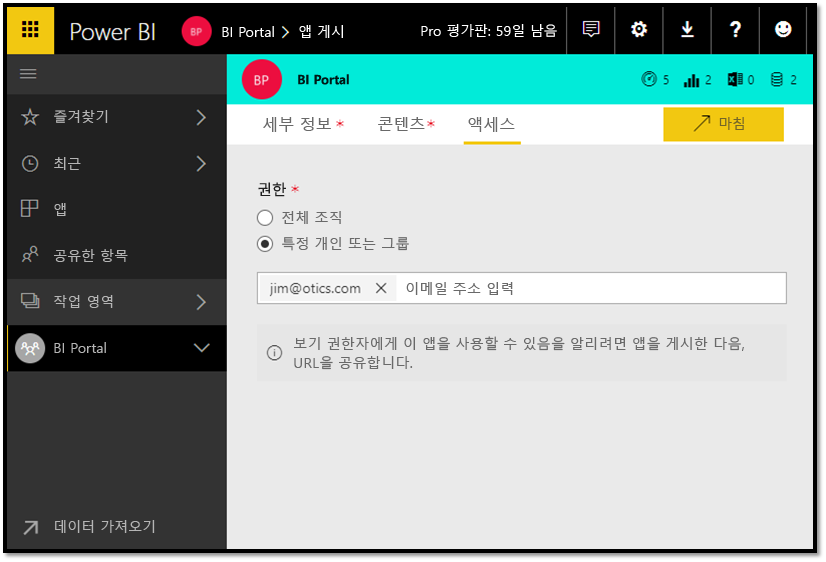 Power BI BP BI Portal > 앱 게시 Pro 평가판: 59일 남음 ?
BP BI Portal 5 2 0 2
세부 정보 * 콘텐츠* 액세스 마침
즐겨찾기
최근
앱
공유한 항목
작업 영역
BI Portal
데이터 가져오기
권한 *
전체 조직
특정 개인 또는 그룹
jim@otics.com 이메일 주소 입력
보기 권한자에게 이 앱을 사용할 수 있음을 알리려면 앱을 게시한 다음,
URL을 공유합니다.